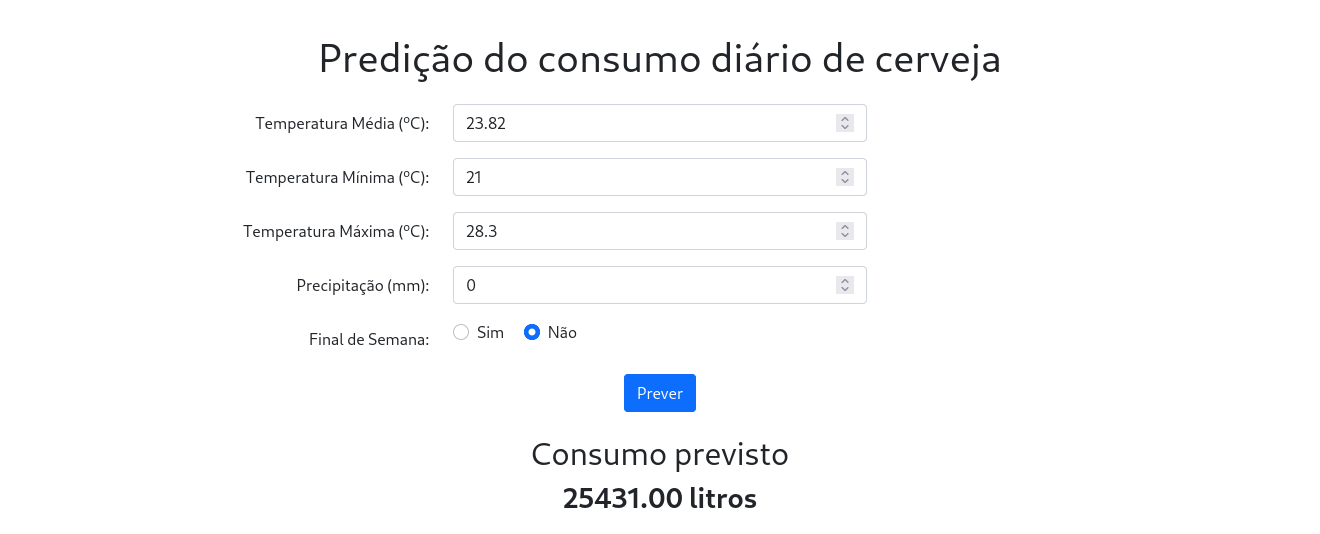 Predição do consumo diário de cerveja
Temperatura Média (ºC): 23.82
Temperatura Mínima (ºC): 21
Temperatura Máxima (ºC): 28.3
Precipitação (mm): 0
Final de Semana: Sim Não
Prever
Consumo previsto
25431.00 litros